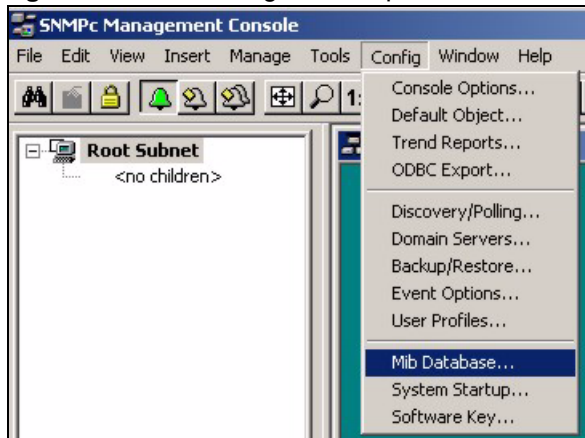 SNMPc Management Console
File Edit View Insert Manage Tools Config Window Help
1:
Root Subnet
<no children>
Console Options...
Default Object...
Trend Reports...
ODBC Export...
Discovery/Polling...
Domain Servers...
Backup/Restore...
Event Options...
User Profiles...
Mib Database...
System Startup...
Software Key...